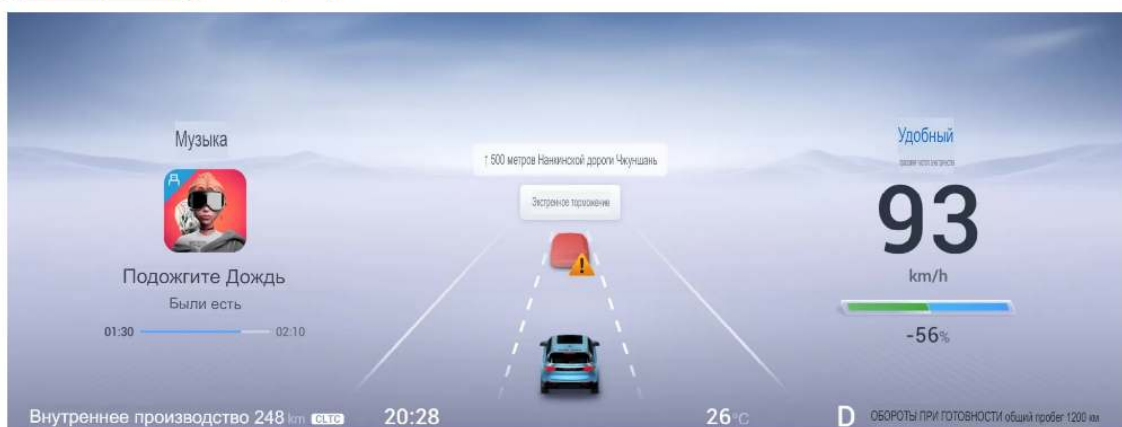 Музыка
Подожгите Дождь
Были есть
01:30 02:10
↑ 500 метров Нанкинской дороги Чжуншань
Экстренное торможение
Удобный
93
km/h
-56%
Внутреннее производство 248 km CLTC 20:28 26°C D ОБОРОТЫ ПРИ ГОТОВНОСТИ общий пробег 1200 км